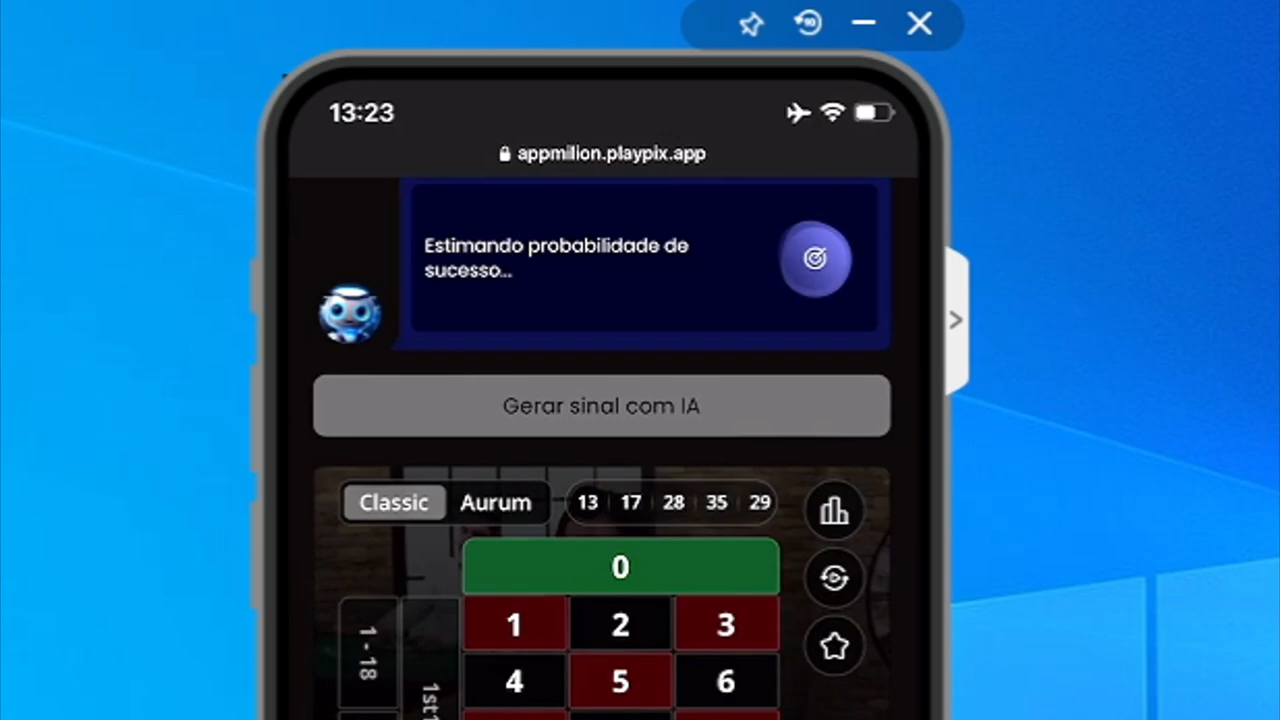 13:23
appmilion.playpix.app
Estimando probabilidade de
sucesso...
Gerar sinal com IA
Classic Aurum 13 17 28 35 29
0
1 2 3
1 - 18
4 5 6